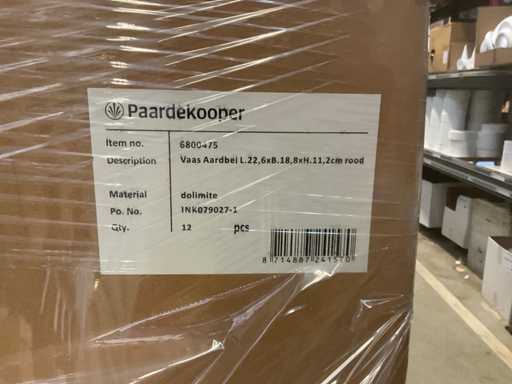 Paardekooper
Item no. 6800475
Description Vaas Aardbei L.22,6xB.18,8xH.11,2cm rood
Material dolimite
Po. No. INK079027-1
Qty. 12 pcs